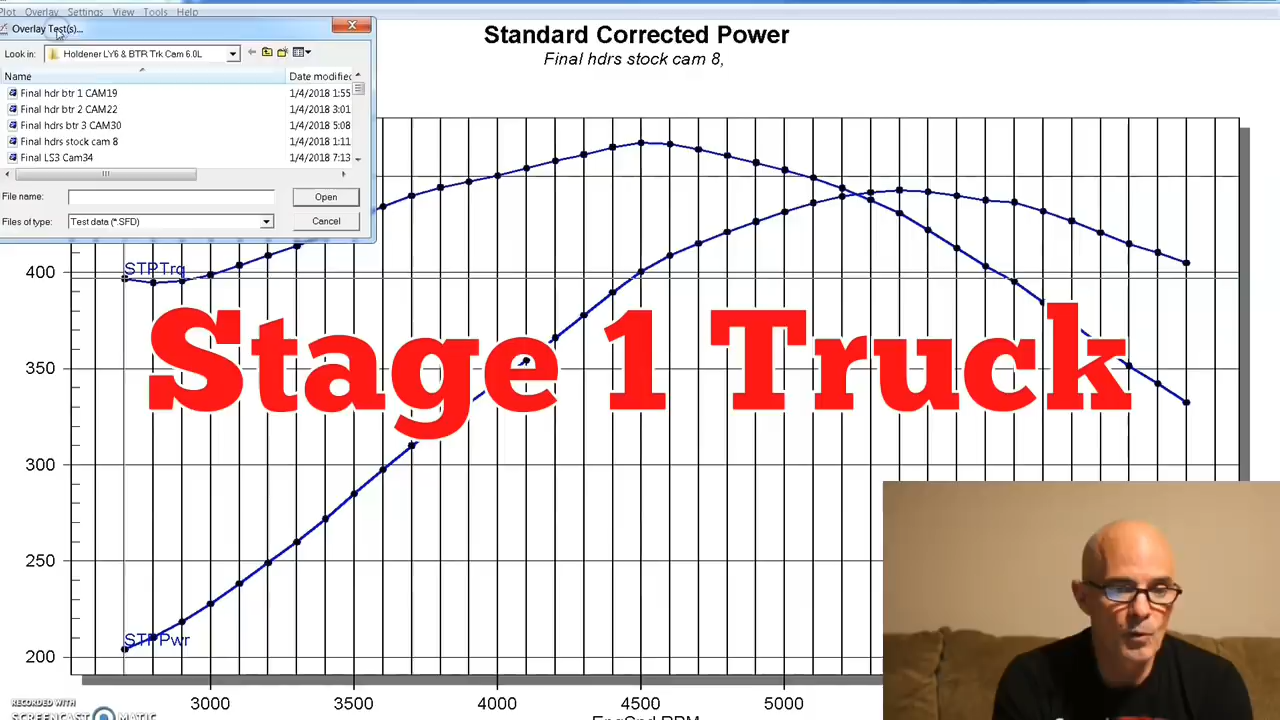 Plot Overlay Settings View Tools Help
Overlay Test(s)...
Look in: Holdener LY6 & BTR Trk Cam 6.0L
Name Date modified
Final hdr btr 1 CAM19 1/4/2018 1:55
Final hdr btr 2 CAM22 1/4/2018 3:01
Final hdrs btr 3 CAM30 1/4/2018 5:08
Final hdrs stock cam 8 1/4/2018 1:11
Final LS3 Cam34 1/4/2018 7:13
File name: Open
Files of type: Test data (*.SFD) Cancel
Standard Corrected Power
Final hdrs stock cam 8,
STPTrq
400
350
300
250
200
STPPwr
Stage 1 Truck
3000 3500 4000 4500 5000
RECORDED WITH
SCREENCAST MATIC